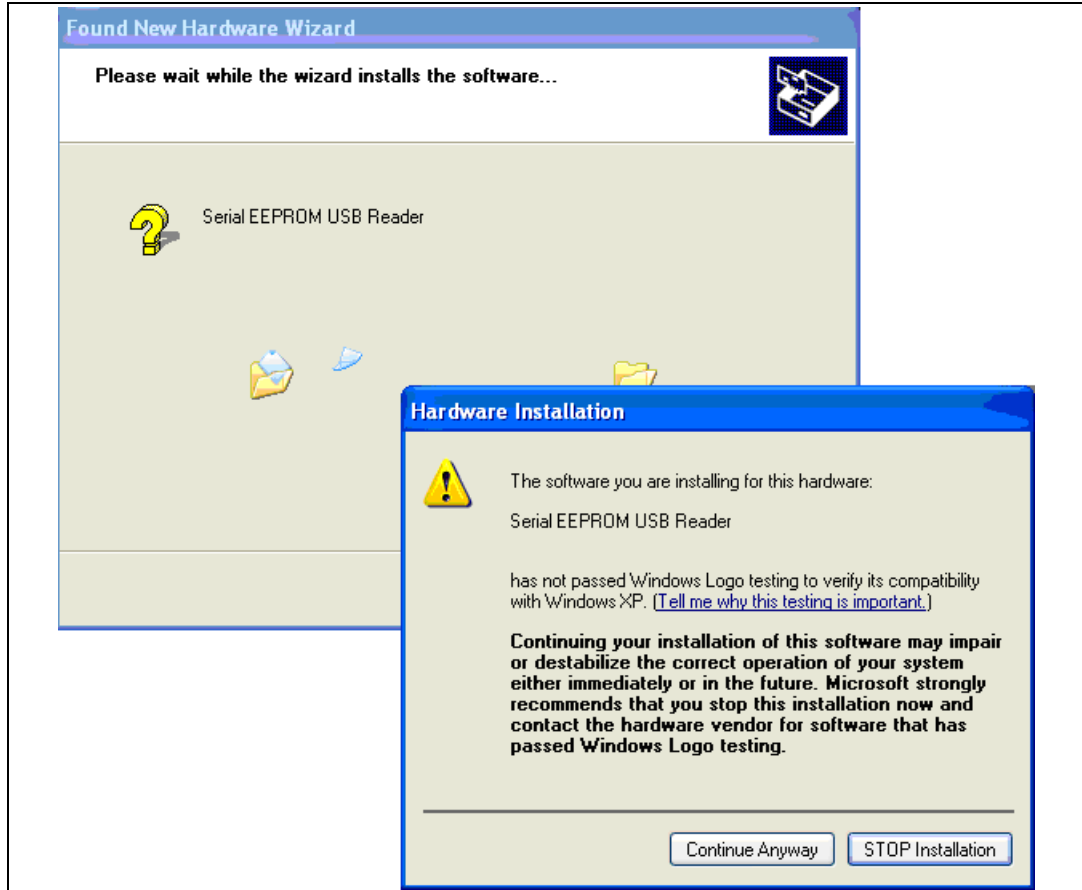 Found New Hardware Wizard
Please wait while the wizard installs the software...
Serial EEPROM USB Reader
Hardware Installation
The software you are installing for this hardware:
Serial EEPROM USB Reader
has not passed Windows Logo testing to verify its compatibility
with Windows XP. (Tell me why this testing is important.)
Continuing your installation of this software may impair
or destabilize the correct operation of your system
either immediately or in the future. Microsoft strongly
recommends that you stop this installation now and
contact the hardware vendor for software that has
passed Windows Logo testing.
Continue Anyway
STOP Installation